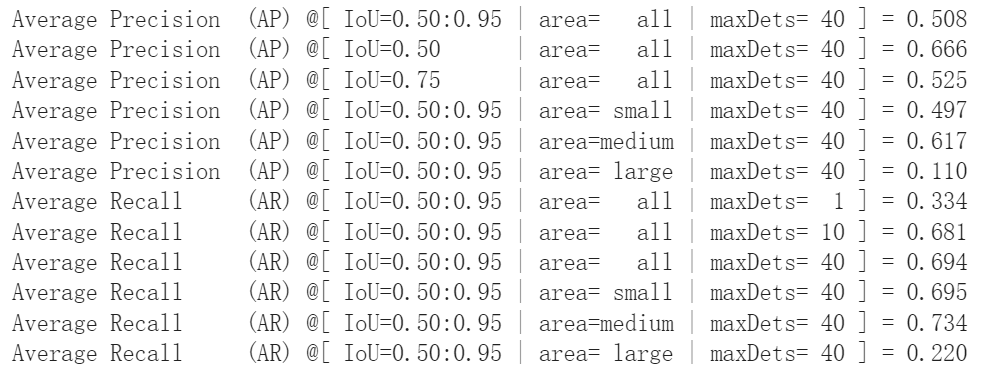 Average Precision  (AP) @[ IoU=0.50:0.95 | area=   all | maxDets= 40 ] = 0.508
Average Precision  (AP) @[ IoU=0.50      | area=   all | maxDets= 40 ] = 0.666
Average Precision  (AP) @[ IoU=0.75      | area=   all | maxDets= 40 ] = 0.525
Average Precision  (AP) @[ IoU=0.50:0.95 | area= small | maxDets= 40 ] = 0.497
Average Precision  (AP) @[ IoU=0.50:0.95 | area=medium | maxDets= 40 ] = 0.617
Average Precision  (AP) @[ IoU=0.50:0.95 | area= large | maxDets= 40 ] = 0.110
Average Recall     (AR) @[ IoU=0.50:0.95 | area=   all | maxDets=  1 ] = 0.334
Average Recall     (AR) @[ IoU=0.50:0.95 | area=   all | maxDets= 10 ] = 0.681
Average Recall     (AR) @[ IoU=0.50:0.95 | area=   all | maxDets= 40 ] = 0.694
Average Recall     (AR) @[ IoU=0.50:0.95 | area= small | maxDets= 40 ] = 0.695
Average Recall     (AR) @[ IoU=0.50:0.95 | area=medium | maxDets= 40 ] = 0.734
Average Recall     (AR) @[ IoU=0.50:0.95 | area= large | maxDets= 40 ] = 0.220